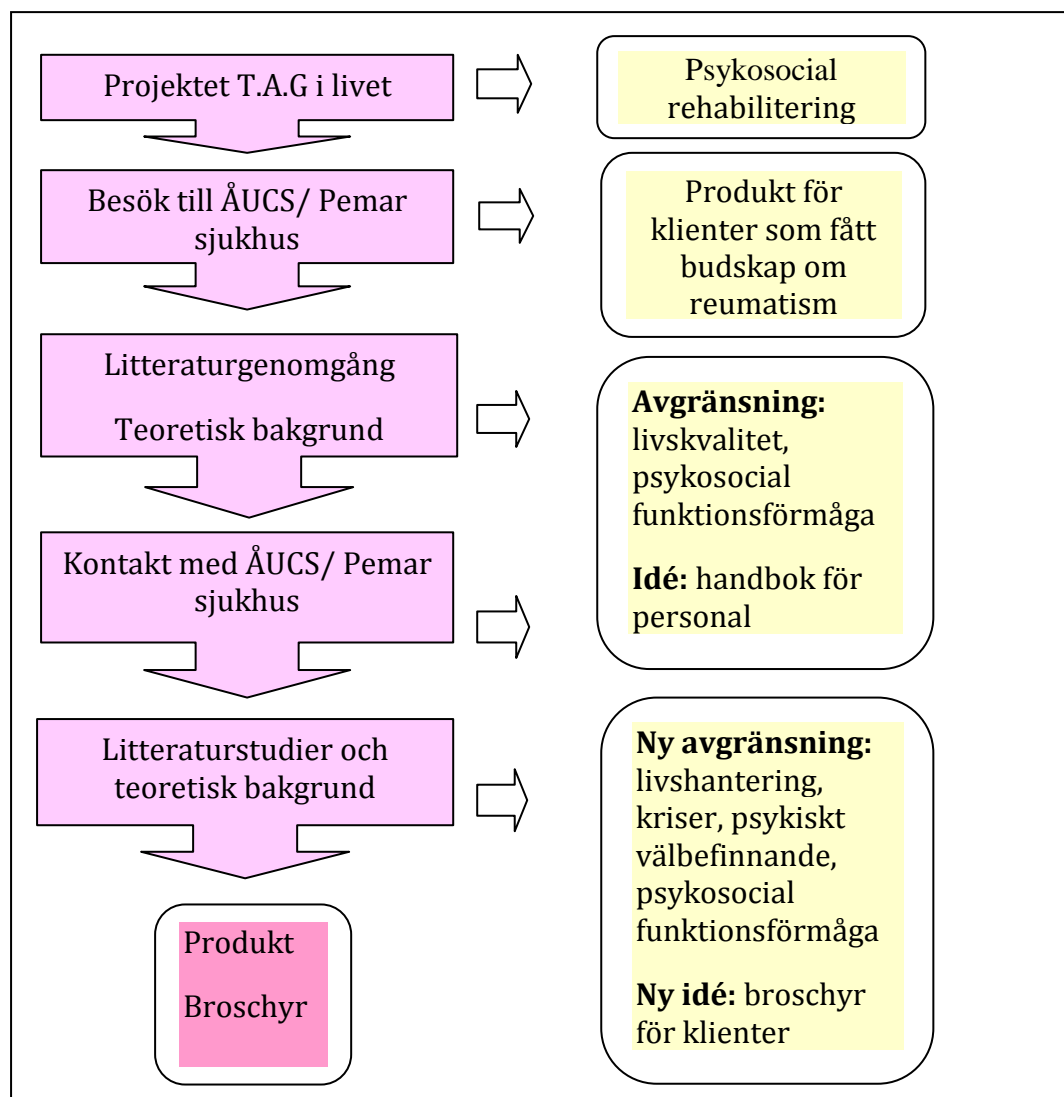 Projektet T.A.G i livet
Psykosocial
rehabilitering
Besök till ÅUCS/ Pemar
sjukhus
Produkt för
klienter som fått
budskap om
reumatism
Litteraturgenomgång
Teoretisk bakgrund
Avgränsning:
livskvalitet,
psykosocial
funktionsförmåga
Idé: handbok för
personal
Kontakt med ÅUCS/ Pemar
sjukhus
Litteraturstudier och
teoretisk bakgrund
Ny avgränsning:
livshantering,
kriser, psykiskt
välbefinnande,
psykosocial
funktionsförmåga
Ny idé: broschyr
för klienter
Produkt
Broschyr